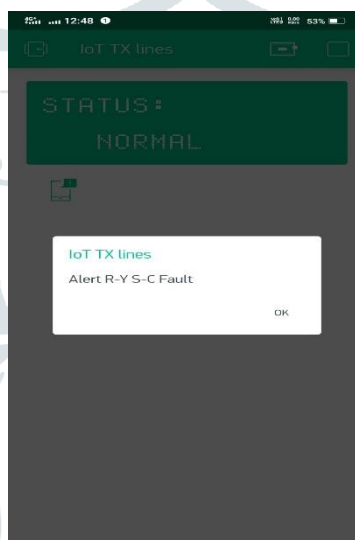 12:48
53%
IoT TX lines
STATUS:
NORMAL
IoT TX lines
Alert R-Y S-C Fault
OK